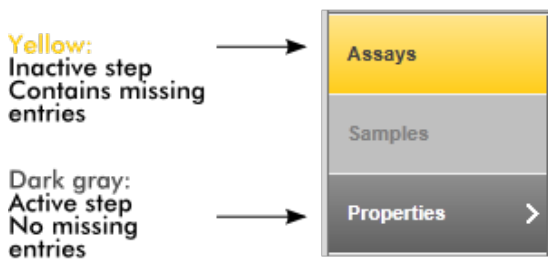 Yellow:
Inactive step
Contains missing
entries
Dark gray:
Active step
No missing
entries
Assays
Samples
Properties